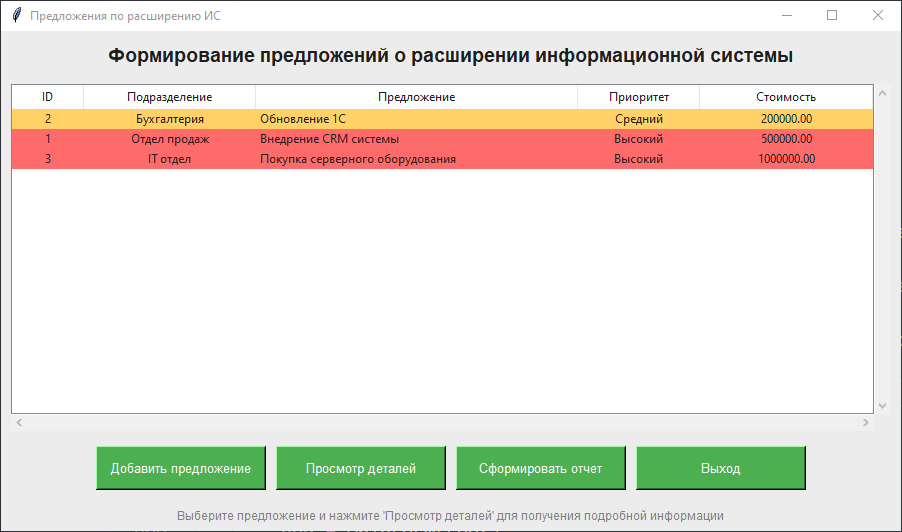 Предложения по расширению ИС
Формирование предложений о расширении информационной системы
ID Подразделение Предложение Приоритет Стоимость
2 Бухгалтерия Обновление 1С Средний 200000.00
1 Отдел продаж Внедрение CRM системы Высокий 500000.00
3 IT отдел Покупка серверного оборудования Высокий 1000000.00
Добавить предложение Просмотр деталей Сформировать отчет Выход
Выберите предложение и нажмите 'Просмотр деталей' для получения подробной информации